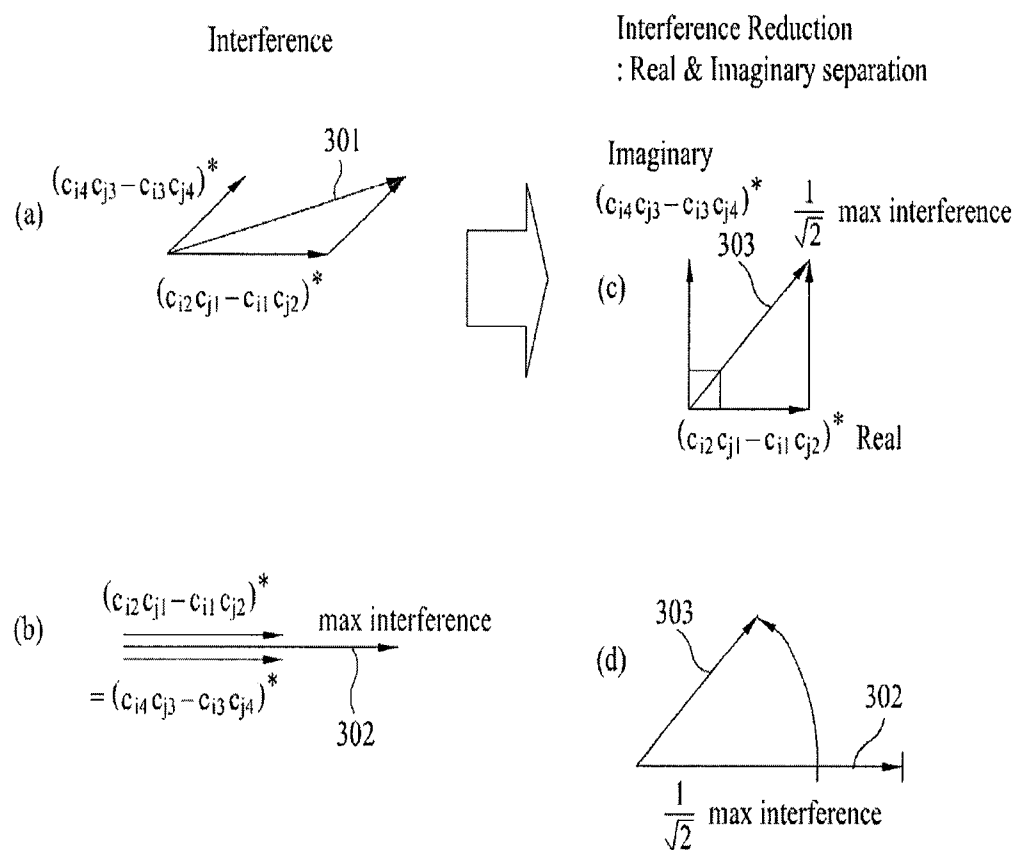 Interference
Interference Reduction
: Real & Imaginary separation
(a)
(c_{i4} c_{j3} − c_{i3} c_{j4})^*
301
(c_{i2} c_{j1} − c_{i1} c_{j2})^*
Imaginary
(c_{i4} c_{j3} − c_{i3} c_{j4})^*
1/√2 max interference
303
(c)
(c_{i2} c_{j1} − c_{i1} c_{j2})^* Real
(b)
(c_{i2} c_{j1} − c_{i1} c_{j2})^*
max interference
= (c_{i4} c_{j3} − c_{i3} c_{j4})^*
302
(d)
303
302
1/√2 max interference